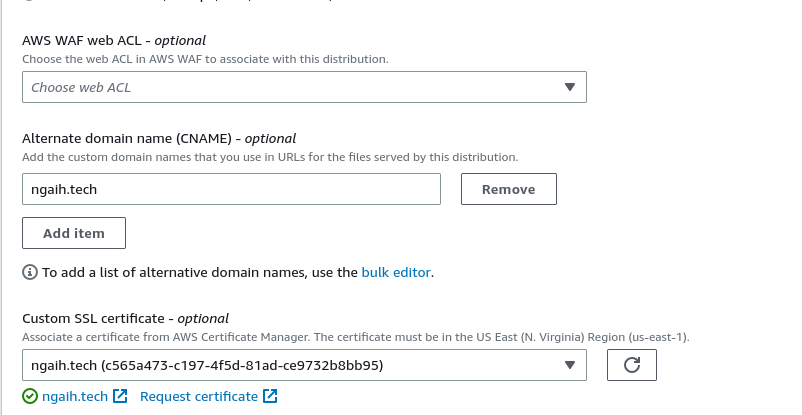 AWS WAF web ACL - optional
Choose the web ACL in AWS WAF to associate with this distribution.
Choose web ACL
Alternate domain name (CNAME) - optional
Add the custom domain names that you use in URLs for the files served by this distribution.
ngaih.tech
Remove
Add item
To add a list of alternative domain names, use the bulk editor.
Custom SSL certificate - optional
Associate a certificate from AWS Certificate Manager. The certificate must be in the US East (N. Virginia) Region (us-east-1).
ngaih.tech (c565a473-c197-4f5d-81ad-ce9732b8bb95)
ngaih.tech Request certificate